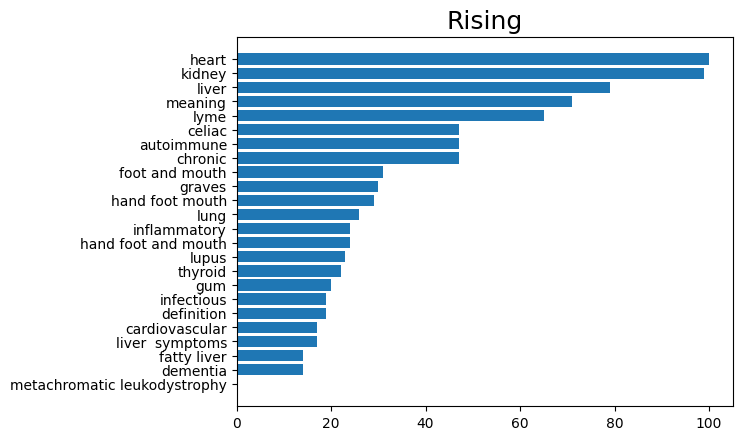 Rising
heart
kidney
liver
meaning
lyme
celiac
autoimmune
chronic
foot and mouth
graves
hand foot mouth
lung
inflammatory
hand foot and mouth
lupus
thyroid
gum
infectious
definition
cardiovascular
liver  symptoms
fatty liver
dementia
metachromatic leukodystrophy
0 20 40 60 80 100